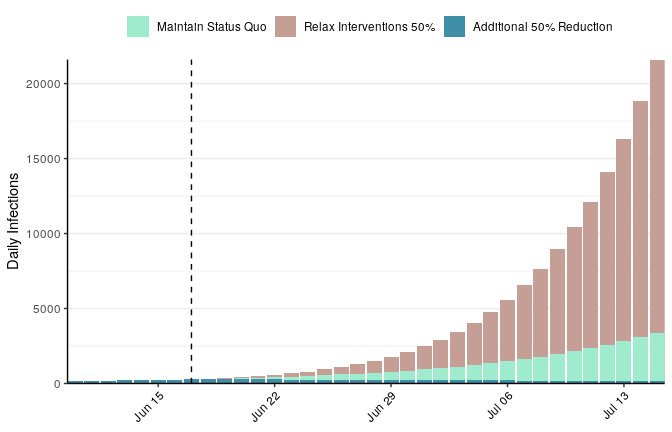 Maintain Status Quo Relax Interventions 50% Additional 50% Reduction
Daily Infections
20000
15000
10000
5000
0
Jun 15 Jun 22 Jun 29 Jul 06 Jul 13